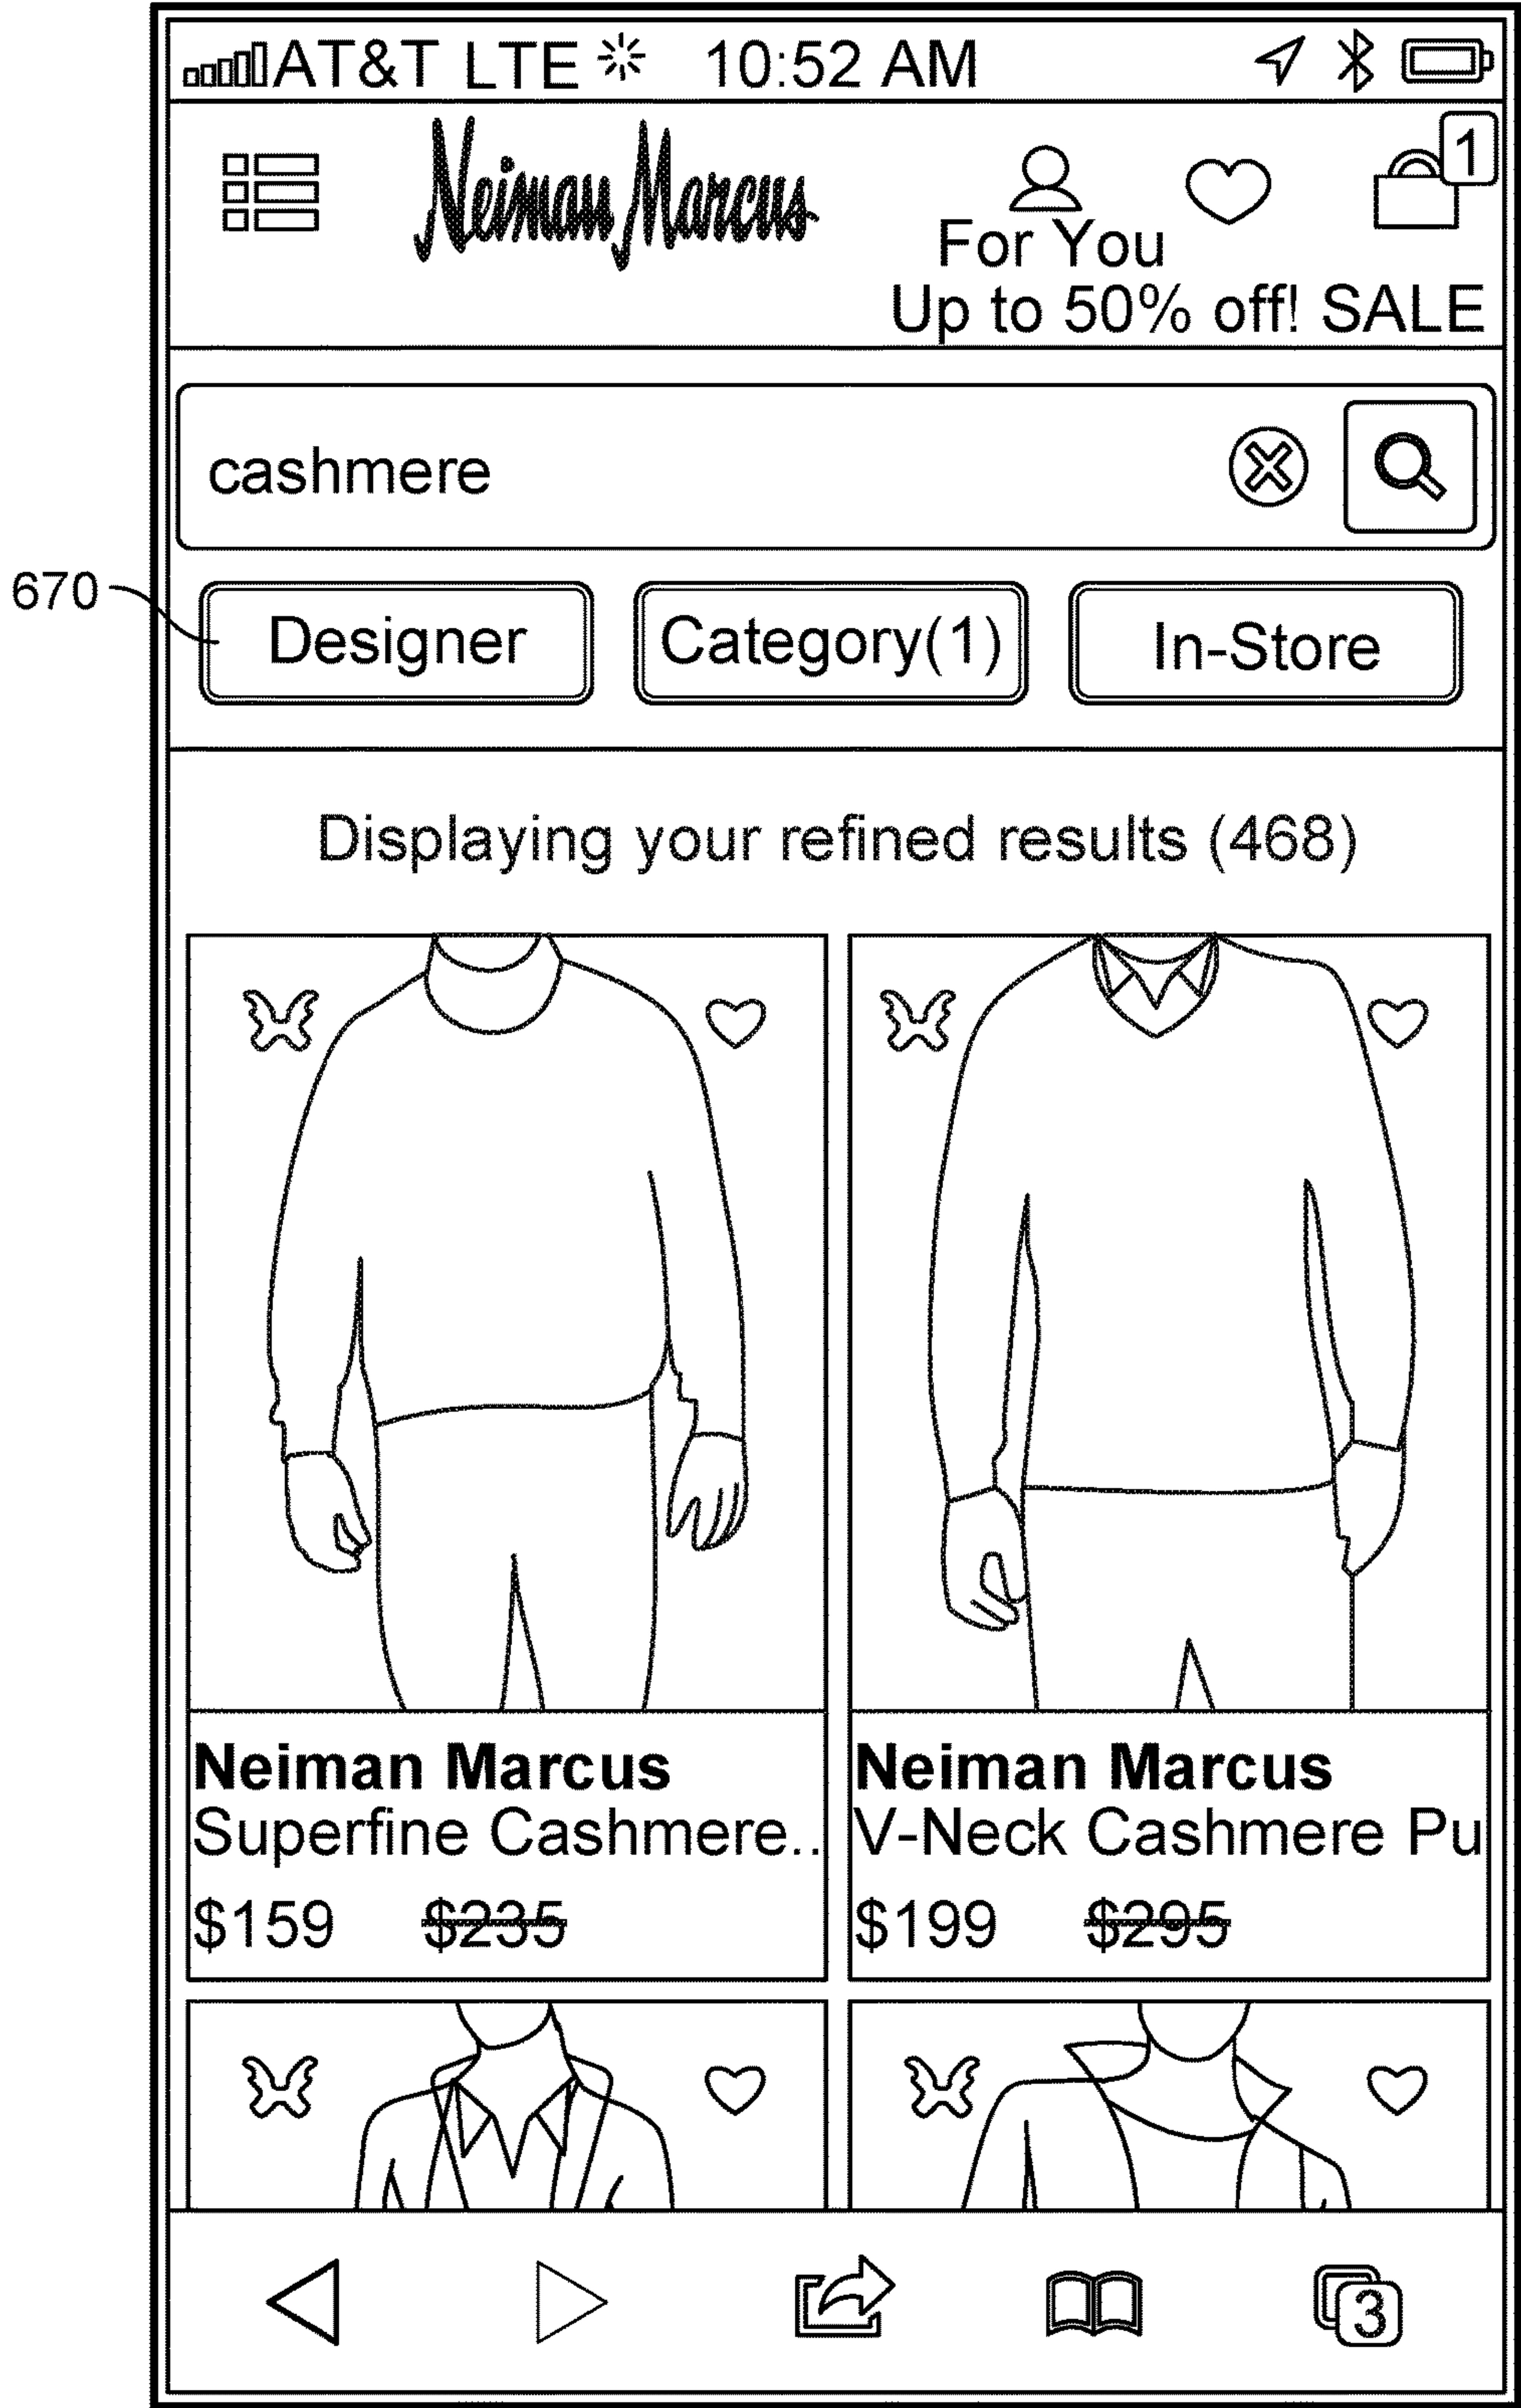 AT&T LTE 10:52 AM
Neiman Marcus
1
For You
Up to 50% off! SALE
cashmere
670
Designer Category(1) In-Store
Displaying your refined results (468)
Neiman Marcus
Superfine Cashmere..
$159 $235
Neiman Marcus
V-Neck Cashmere Pu
$199 $295
3